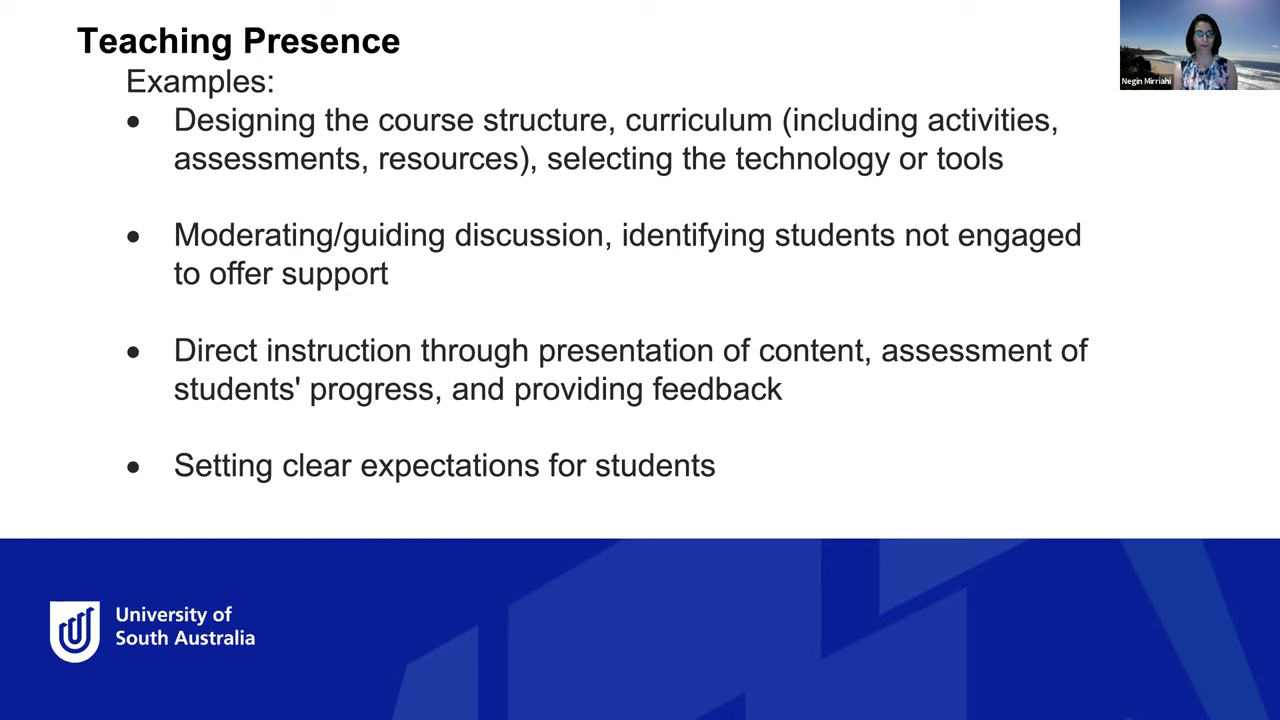 Teaching Presence
Negin Mirriahi
Examples:
• Designing the course structure, curriculum (including activities,
assessments, resources), selecting the technology or tools
• Moderating/guiding discussion, identifying students not engaged
to offer support
• Direct instruction through presentation of content, assessment of
students' progress, and providing feedback
• Setting clear expectations for students
University of
South Australia